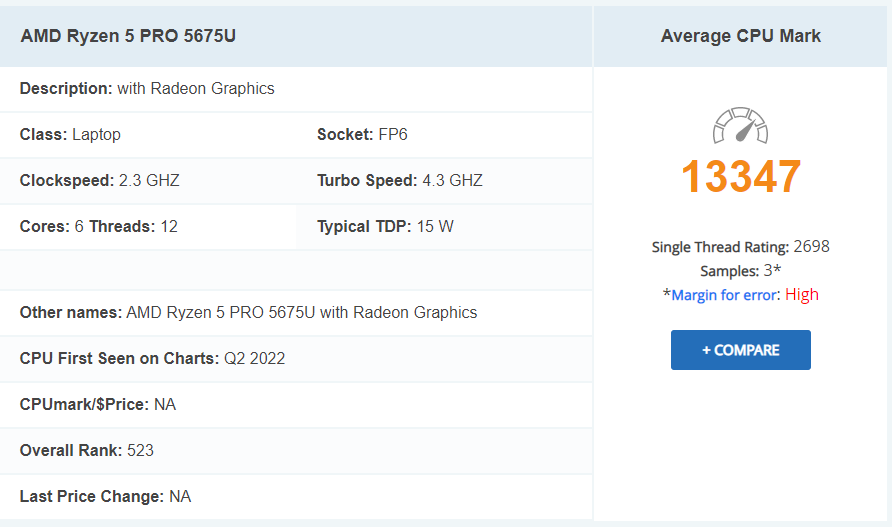 AMD Ryzen 5 PRO 5675U
Average CPU Mark
Description: with Radeon Graphics
Class: Laptop
Socket: FP6
Clockspeed: 2.3 GHZ
Turbo Speed: 4.3 GHZ
Cores: 6 Threads: 12
Typical TDP: 15 W
Other names: AMD Ryzen 5 PRO 5675U with Radeon Graphics
CPU First Seen on Charts: Q2 2022
CPUmark/$Price: NA
Overall Rank: 523
Last Price Change: NA
13347
Single Thread Rating: 2698
Samples: 3*
*Margin for error: High
+ COMPARE